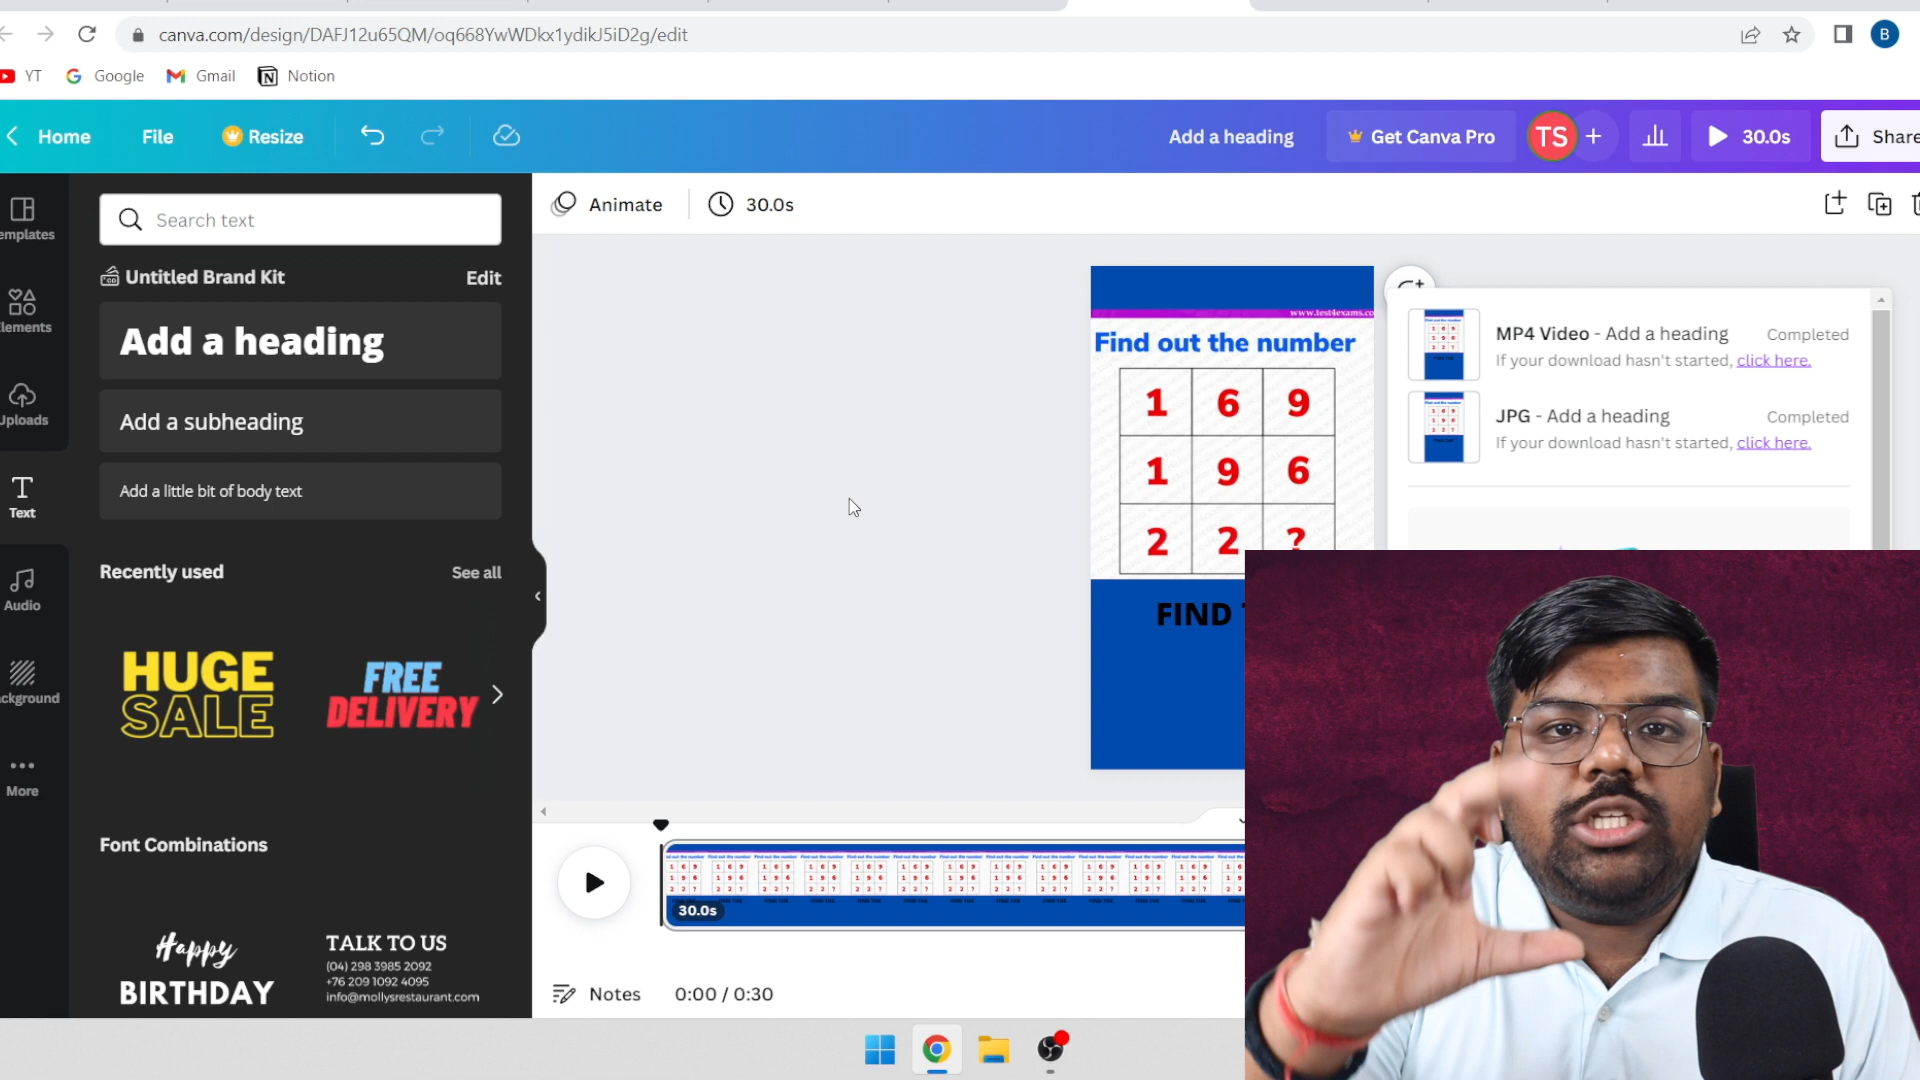 canva.com/design/DAFJ12u65QM/oq668YwWDkx1ydikJ5iD2g/edit
B
YT
Google
Gmail
Notion
Home
File
Resize
Add a heading
Get Canva Pro
TS
30.0s
Share
Search text
Animate
30.0s
Untitled Brand Kit
Edit
Add a heading
Add a subheading
Add a little bit of body text
emplates
lements
Uploads
Text
Audio
ckground
More
Recently used
See all
HUGE
SALE
FREE
DELIVERY
Font Combinations
Happy
BIRTHDAY
TALK TO US
(04) 298 3985 2092
+76 209 1092 4095
info@mollysrestaurant.com
www.test4exams.co
Find out the number
1 6 9
1 9 6
2 2 ?
FIND
MP4 Video - Add a heading
Completed
If your download hasn't started, click here.
JPG - Add a heading
Completed
If your download hasn't started, click here.
30.0s
Notes
0:00 / 0:30